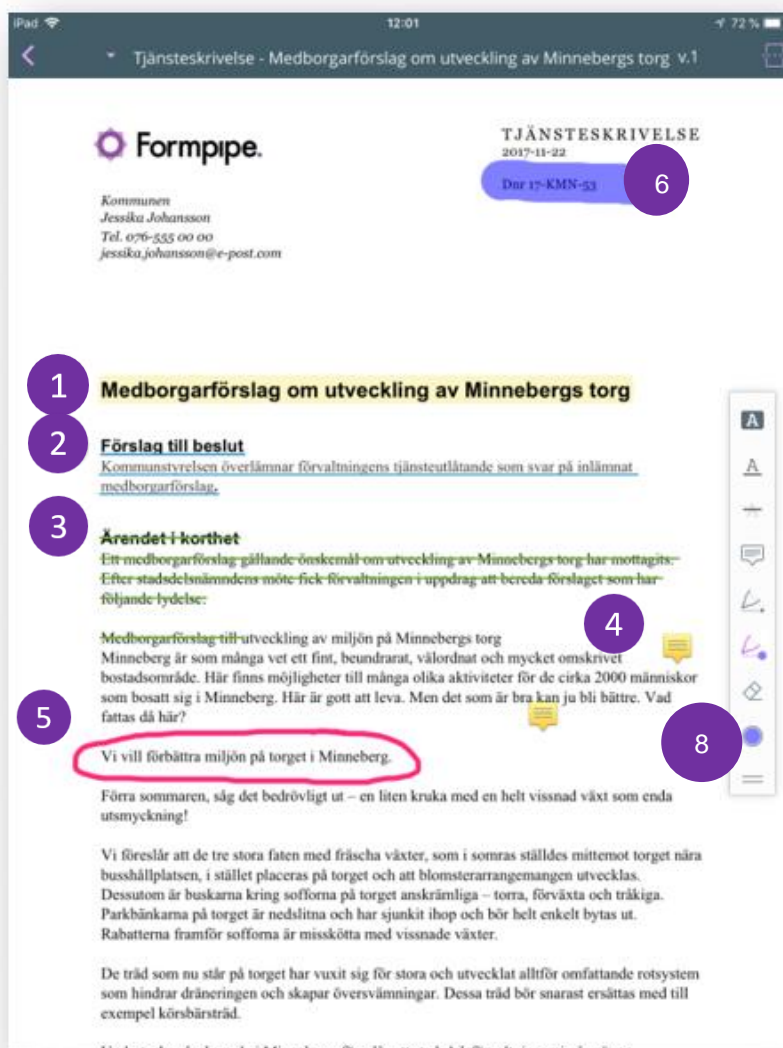 iPad 12:01 72 %
Tjänsteskrivelse - Medborgarförslag om utveckling av Minnebergs torg v.1
Formpipe.
TJÄNSTESKRIVELSE
2017-11-22
Dnr 17-KMN-53
6
Kommunen
Jessika Johansson
Tel. 076-555 00 00
jessika.johansson@e-post.com
1
Medborgarförslag om utveckling av Minnebergs torg
2
Förslag till beslut
Kommunstyrelsen överlämnar förvaltningens tjänsteutlåtande som svar på inlämnat
medborgarförslag.
3
Ärendet i korthet
Ett medborgarförslag gällande önskemål om utveckling av Minnebergs torg har mottagits.
Efter stadsdelsnämndens möte fick förvaltningen i uppdrag att bereda förslaget som har
följande lydelse:
4
Medborgarförslag till utveckling av miljön på Minnebergs torg
Minneberg är som många vet ett fint, beundrarat, välordnat och mycket omskrivet
bostadsområde. Här finns möjligheter till många olika aktiviteter för de cirka 2000 människor
som bosatt sig i Minneberg. Här är gott att leva. Men det som är bra kan ju bli bättre. Vad
fattas då här?
5
8
Vi vill förbättra miljön på torget i Minneberg.
Förra sommaren, såg det bedrövligt ut – en liten kruka med en helt vissnad växt som enda
utsmyckning!
Vi föreslår att de tre stora faten med fräscha växter, som i somras ställdes mittemot torget nära
busshållplatsen, i stället placeras på torget och att blomsterarrangemangen utvecklas.
Dessutom är buskarna kring sofforna på torget anskrämliga – torra, förväxta och tråkiga.
Parkbänkarna på torget är nedslitna och har sjunkit ihop och bör helt enkelt bytas ut.
Rabatterna framför sofforna är misskötta med vissnade växter.
De träd som nu står på torget har vuxit sig för stora och utvecklat alltför omfattande rotsystem
som hindrar dräneringen och skapar översvämningar. Dessa träd bör snarast ersättas med till
exempel körsbärsträd.
A
A